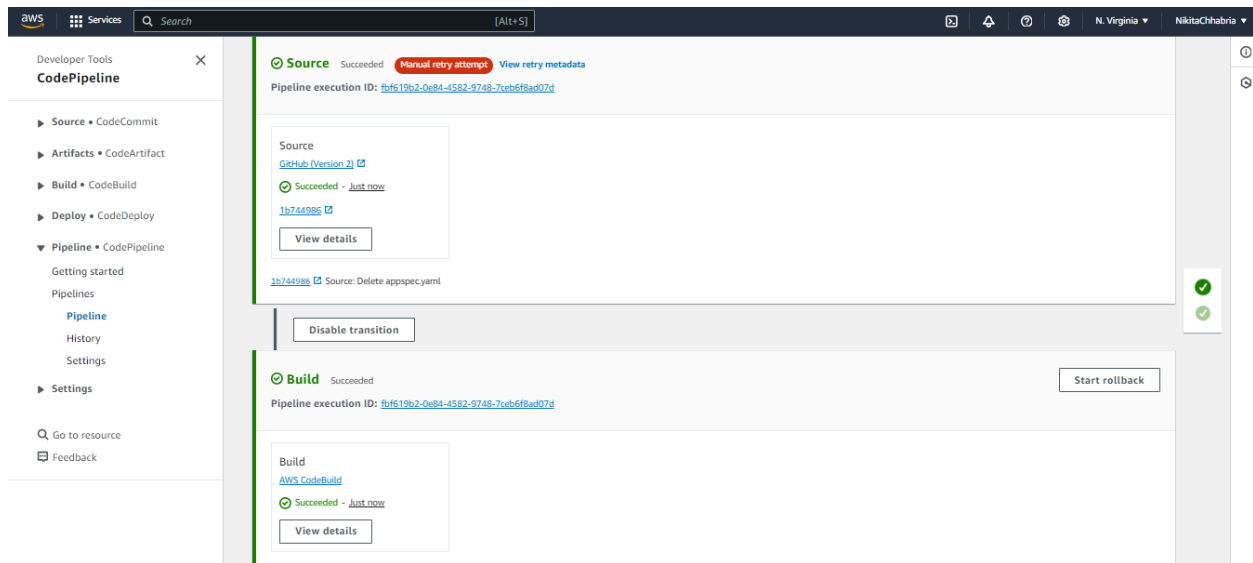 aws Services Search [Alt+S] N. Virginia NikitaChhabria
Developer Tools
CodePipeline
Source • CodeCommit
Artifacts • CodeArtifact
Build • CodeBuild
Deploy • CodeDeploy
Pipeline • CodePipeline
Getting started
Pipelines
Pipeline
History
Settings
Settings
Go to resource
Feedback
Source Succeeded Manual retry attempt View retry metadata
Pipeline execution ID: fbf619b2-0e84-4582-9748-7ceb6f8ad07d
Source
GitHub (Version 2)
Succeeded - Just now
1b744986
View details
1b744986 Source: Delete appspec.yaml
Disable transition
Build Succeeded
Start rollback
Pipeline execution ID: fbf619b2-0e84-4582-9748-7ceb6f8ad07d
Build
AWS CodeBuild
Succeeded - Just now
View details